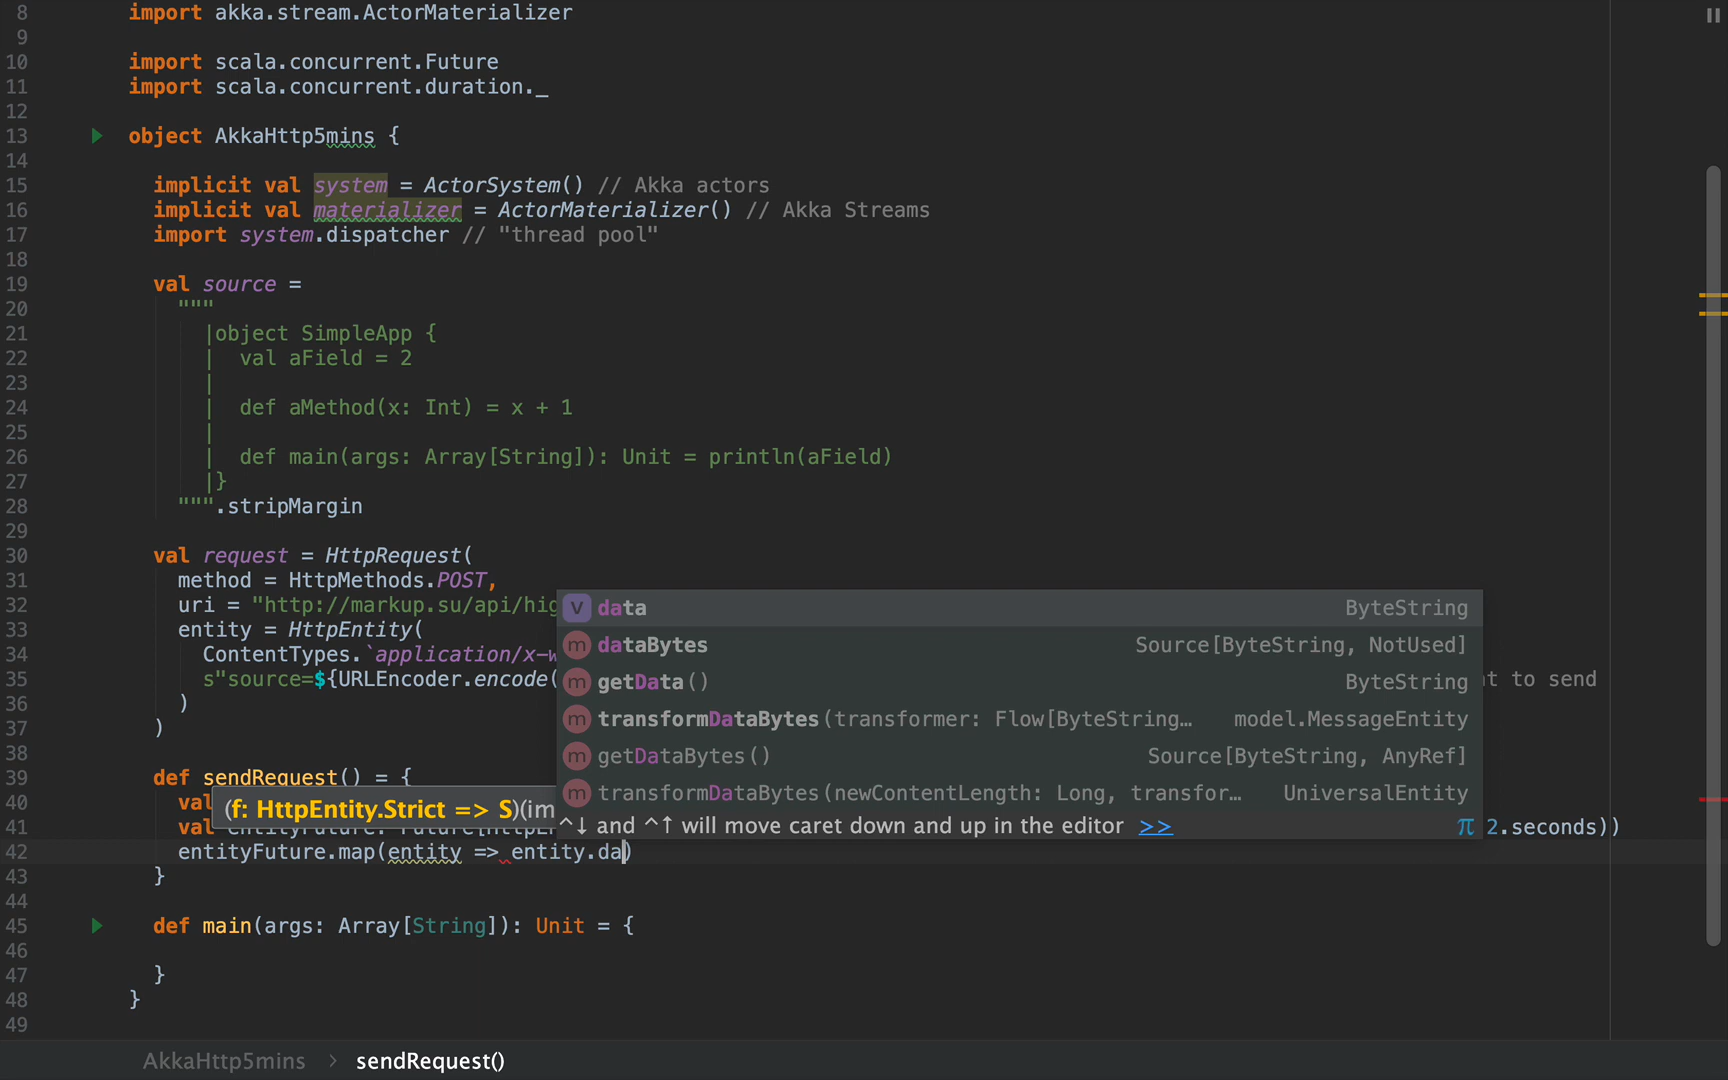 8 import akka.stream.ActorMaterializer
9
10 import scala.concurrent.Future
11 import scala.concurrent.duration._
12
13 object AkkaHttp5mins {
14
15 implicit val system = ActorSystem() // Akka actors
16 implicit val materializer = ActorMaterializer() // Akka Streams
17 import system.dispatcher // "thread pool"
18
19 val source =
20 """
21 |object SimpleApp {
22 | val aField = 2
23 |
24 | def aMethod(x: Int) = x + 1
25 |
26 | def main(args: Array[String]): Unit = println(aField)
27 |}
28 """.stripMargin
29
30 val request = HttpRequest(
31 method = HttpMethods.POST,
32 uri = "http://markup.su/api/hig
data ByteString
33 entity = HttpEntity(
dataBytes Source[ByteString, NotUsed]
34 ContentTypes.`application/x-w
35 s"source=${URLEncoder.encode( nt to send
getData() ByteString
36 )
transformDataBytes(transformer: Flow[ByteString… model.MessageEntity
37 )
getDataBytes() Source[ByteString, AnyRef]
38
39 def sendRequest() = {
transformDataBytes(newContentLength: Long, transfor… UniversalEntity
40 val
(f: HttpEntity.Strict => S)(im
^↓ and ^↑ will move caret down and up in the editor >> π
41 val entityFuture: Future[HttpEn 2.seconds))
42 entityFuture.map(entity => entity.da)
43 }
44
45 def main(args: Array[String]): Unit = {
46
47 }
48 }
49
AkkaHttp5mins > sendRequest()